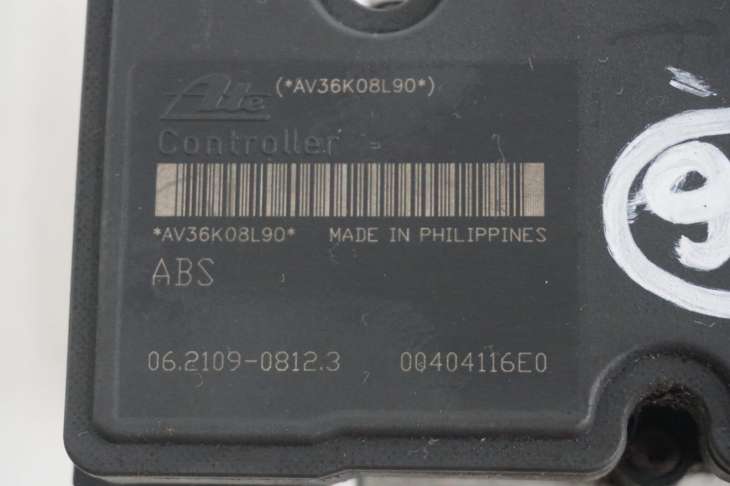 Ate (*AV36K08L90*)
Controller
*AV36K08L90* MADE IN PHILIPPINES
ABS
06.2109-0812.3 00404116E0
9